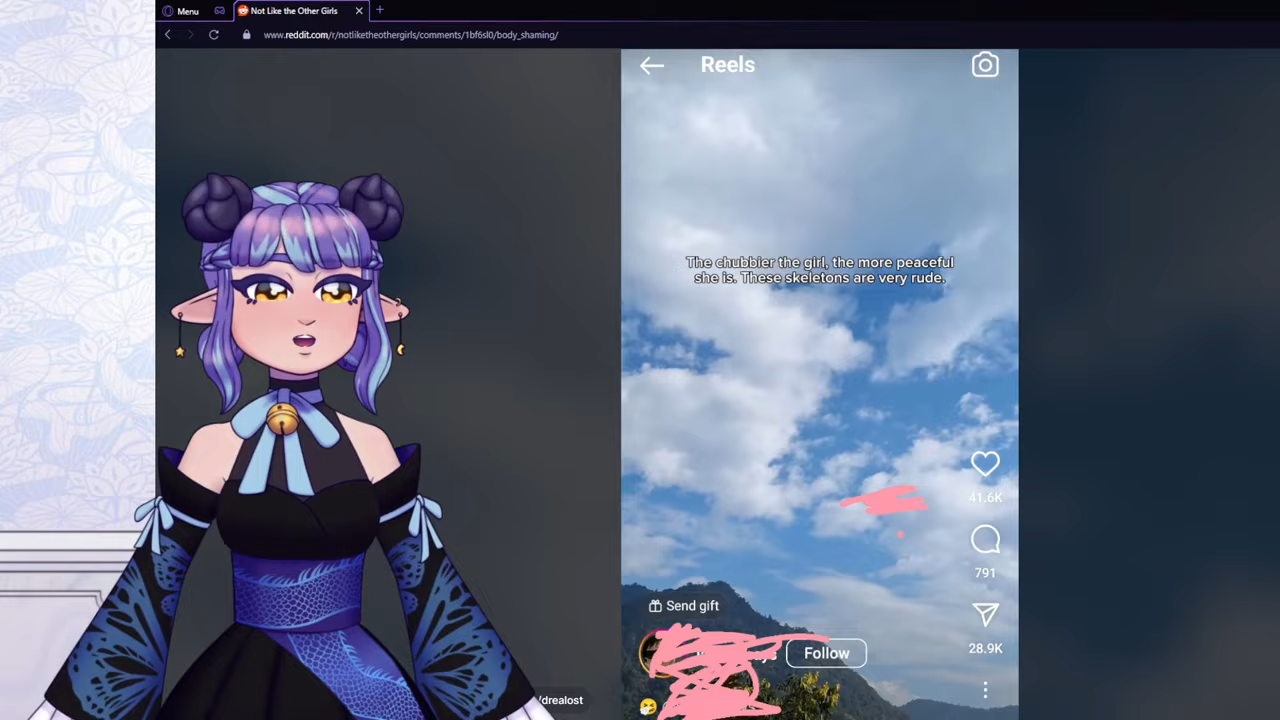 Menu
Not Like the Other Girls
www.reddit.com/r/notliketheothergirls/comments/1bf6sl0/body_shaming/
Reels
The chubbier the girl, the more peaceful
she is. These skeletons are very rude.
41.6K
791
Send gift
Follow
28.9K
/drealost